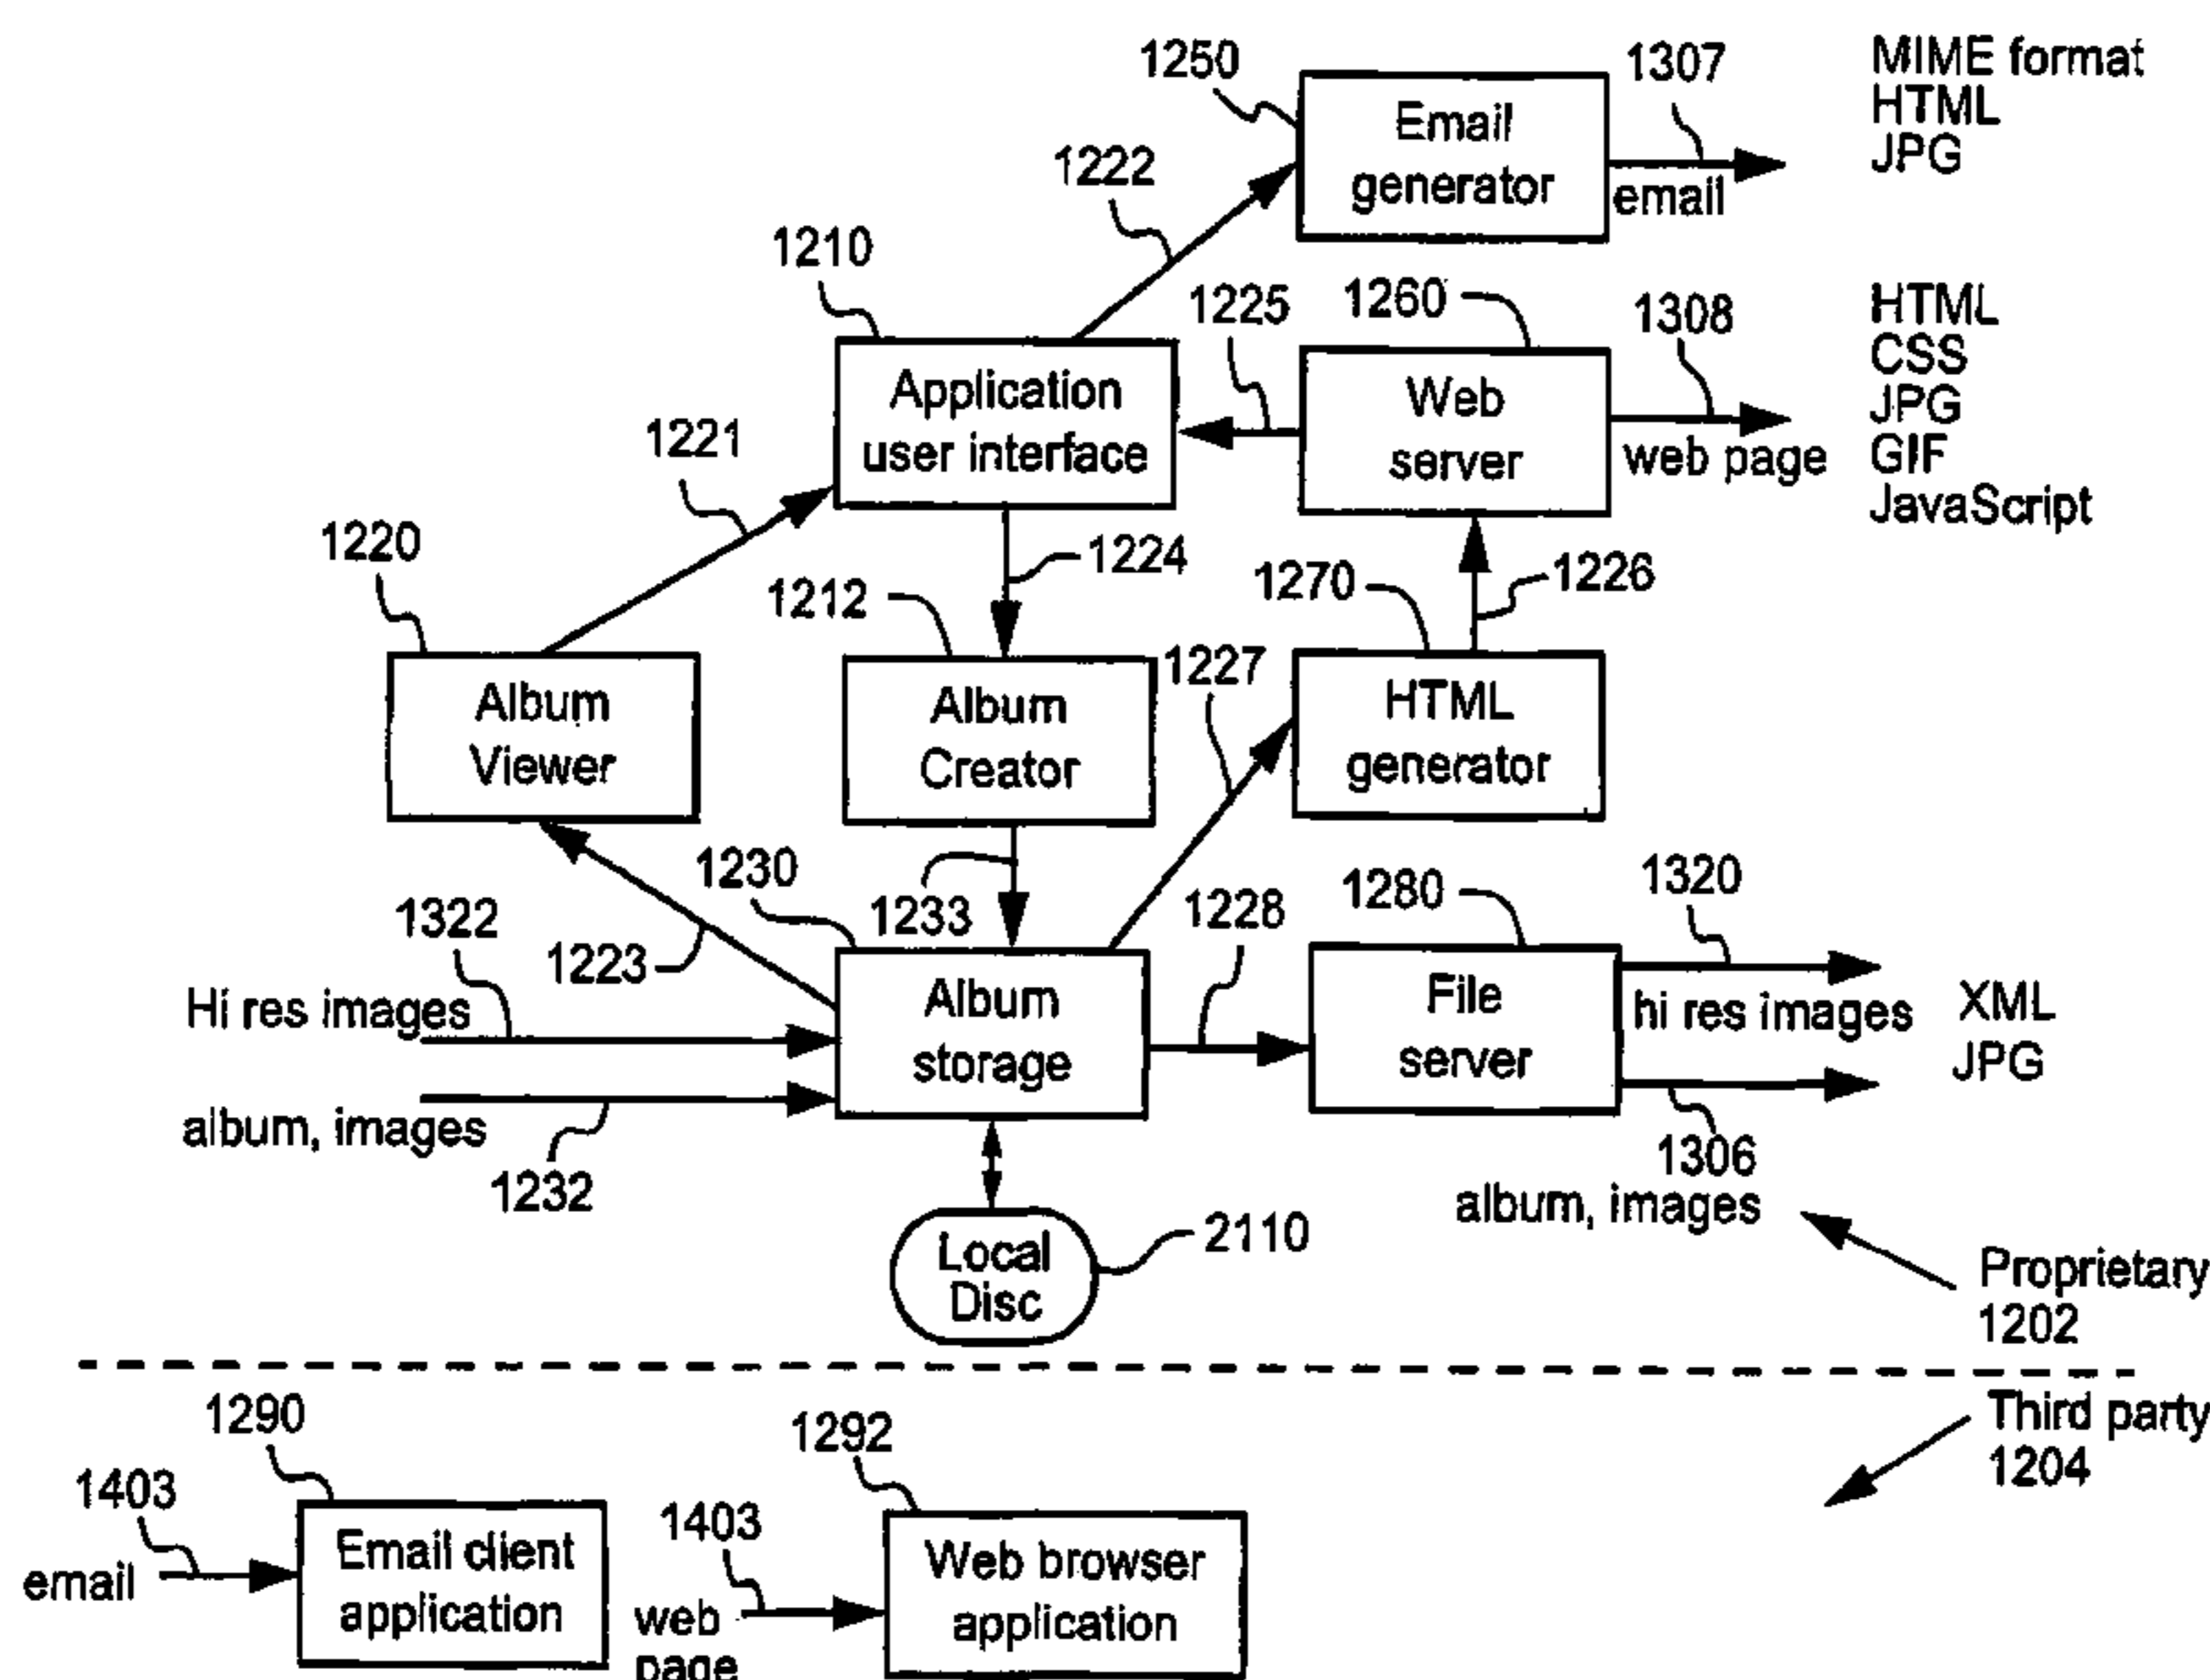 1250
1307
MIME format
HTML
JPG
Email
generator
email
1222
1210
1225
1260
1308
HTML
CSS
JPG
GIF
JavaScript
Application
user interface
Web
server
web page
1221
1220
1224
1212
1270
1226
1227
Album
Viewer
Album
Creator
HTML
generator
1230
1233
1322
1223
1228
1280
1320
Hi res images
Album
storage
File
server
hi res images
XML
JPG
album, images
1232
1306
album, images
Local
Disc
2110
Proprietary
1202
1290
1292
Third party
1204
1403
email
Email client
application
1403
web
page
Web browser
application